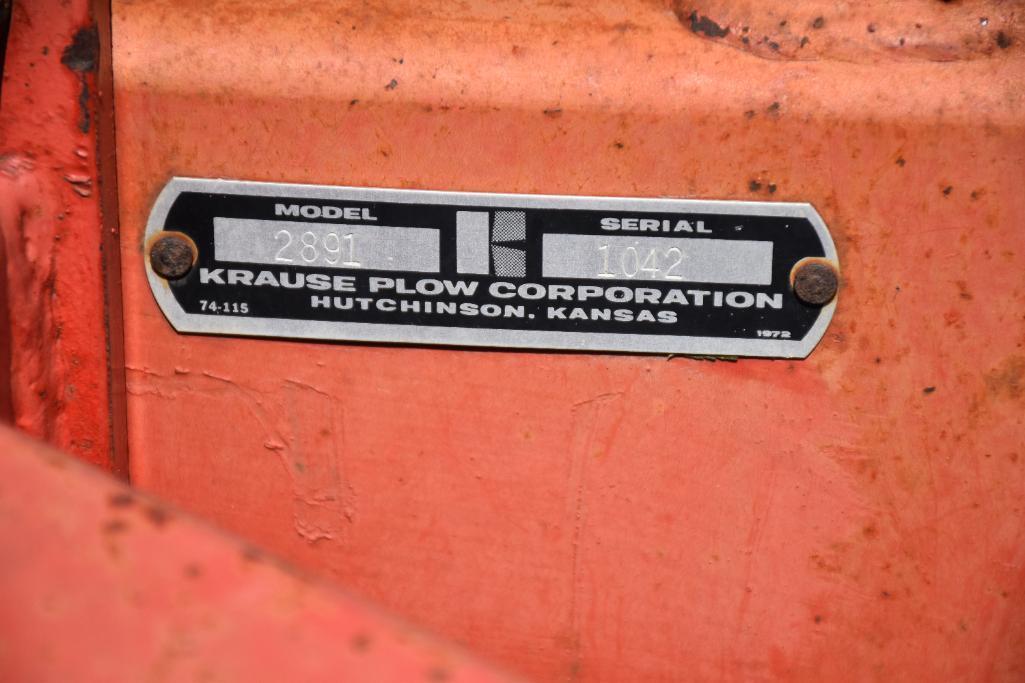 MODEL SERIAL
2891 1042
KRAUSE PLOW CORPORATION
HUTCHINSON, KANSAS
74-115 1972